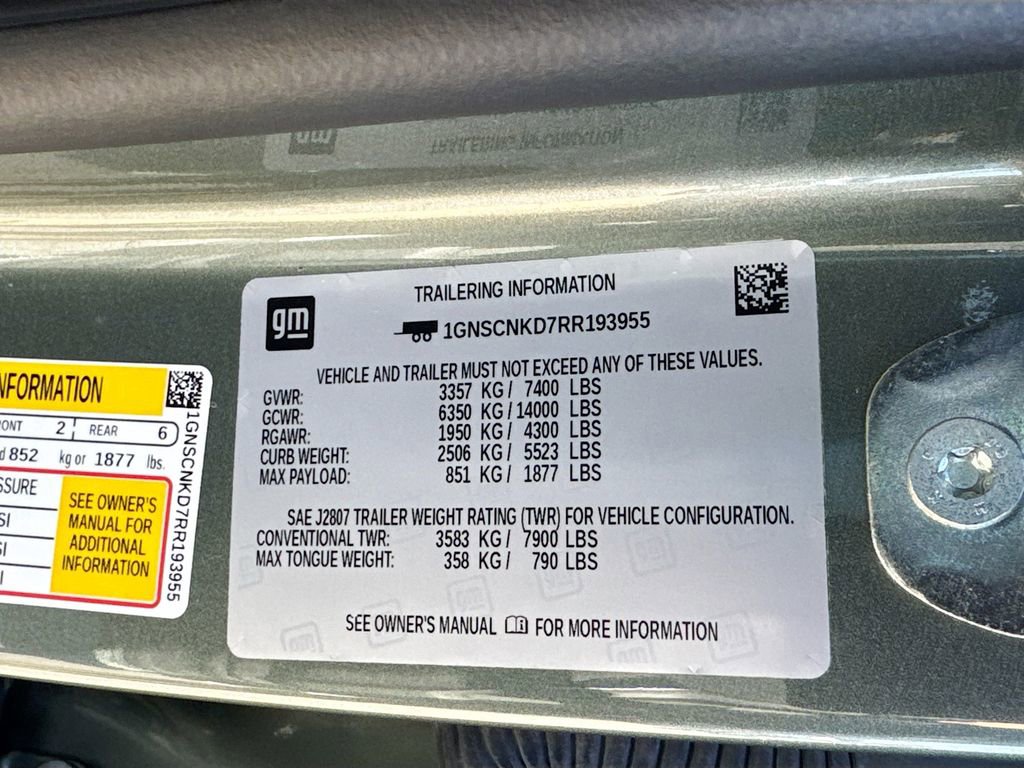 TRAILERING INFORMATION
gm
TRAILERING INFORMATION
gm
1GNSCNKD7RR193955
VEHICLE AND TRAILER MUST NOT EXCEED ANY OF THESE VALUES.
GVWR: 3357 KG / 7400 LBS
GCWR: 6350 KG / 14000 LBS
RGAWR: 1950 KG / 4300 LBS
CURB WEIGHT: 2506 KG / 5523 LBS
MAX PAYLOAD: 851 KG / 1877 LBS
SAE J2807 TRAILER WEIGHT RATING (TWR) FOR VEHICLE CONFIGURATION.
CONVENTIONAL TWR: 3583 KG / 7900 LBS
MAX TONGUE WEIGHT: 358 KG / 790 LBS
SEE OWNER'S MANUAL FOR MORE INFORMATION
2 REAR 6
852 kg or 1877 lbs.
SEE OWNER'S
MANUAL FOR
ADDITIONAL
INFORMATION
1GNSCNKD7RR193955